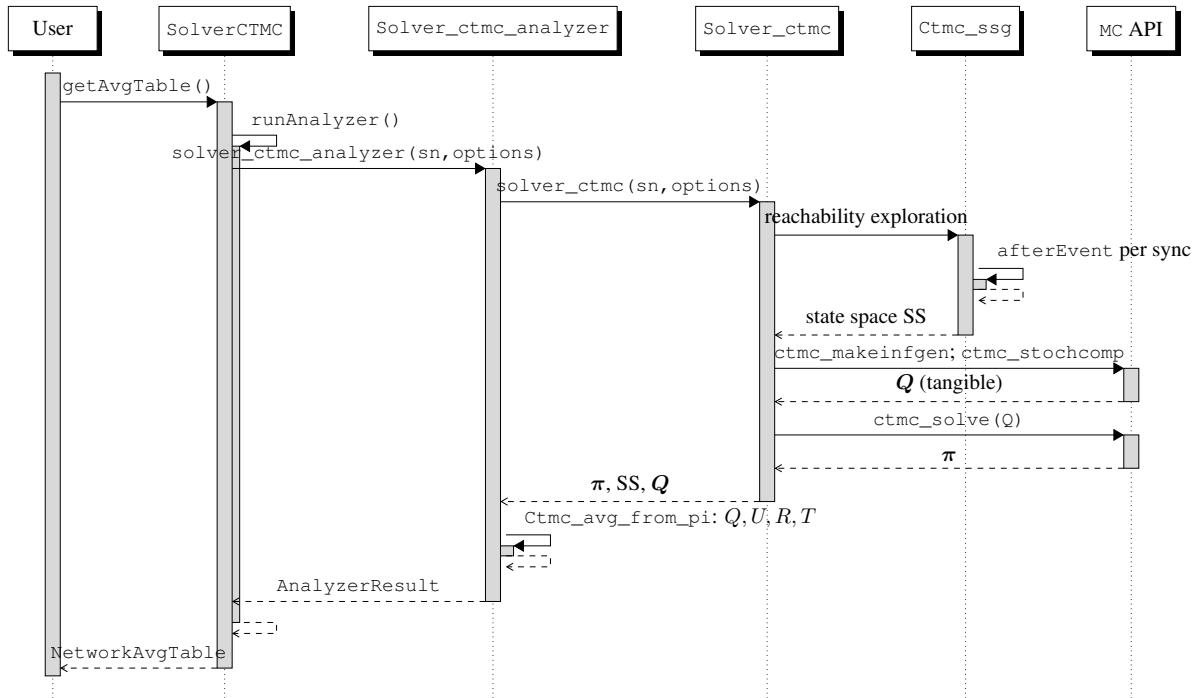 User
SolverCTMC
Solver_ctmc_analyzer
Solver_ctmc
Ctmc_ssg
MC API
getAvgTable()
runAnalyzer()
solver_ctmc_analyzer(sn,options)
solver_ctmc(sn,options)
reachability exploration
afterEvent per sync
state space SS
ctmc_makeinfgen; ctmc_stochcomp
Q (tangible)
ctmc_solve(Q)
π
π, SS, Q
Ctmc_avg_from_pi: Q, U, R, T
AnalyzerResult
NetworkAvgTable